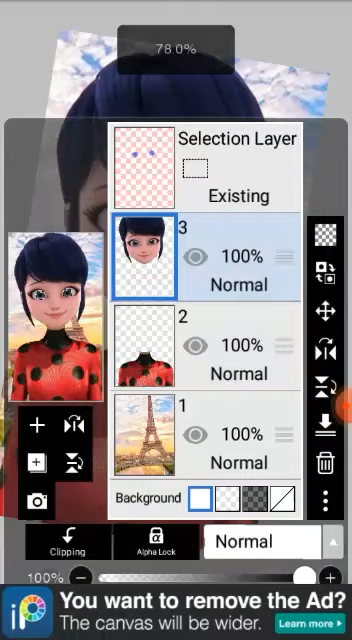 78.0%
Selection Layer
Existing
3
100%
Normal
2
100%
Normal
1
100%
Normal
Background
Clipping
α
Alpha Lock
Normal
100%
iP
You want to remove the Ad?
The canvas will be wider.
Learn more ▸